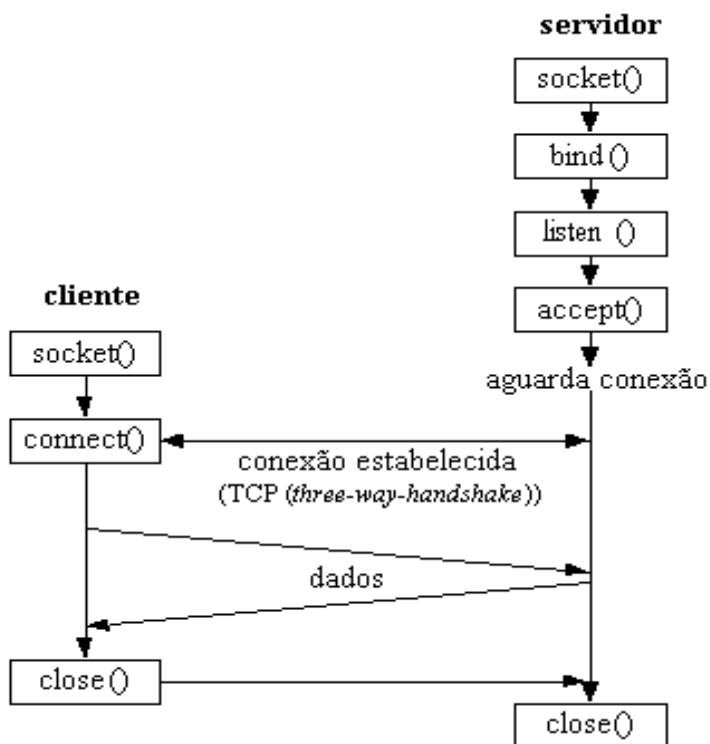 servidor
socket()
bind ()
listen ()
accept()
aguarda conexão
cliente
socket()
connect()
conexão estabelecida
(TCP (three-way-handshake))
dados
close ()
close()